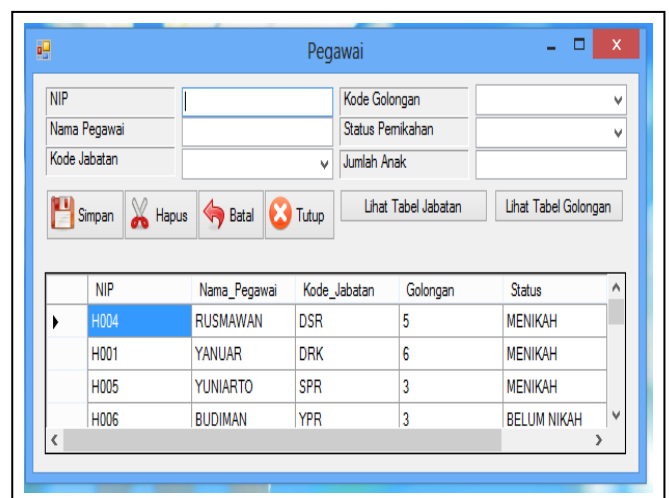 Pegawai
NIP Kode Golongan
Nama Pegawai Status Pernikahan
Kode Jabatan Jumlah Anak
Simpan Hapus Batal Tutup Lihat Tabel Jabatan Lihat Tabel Golongan
NIP Nama_Pegawai Kode_Jabatan Golongan Status
H004 RUSMAWAN DSR 5 MENIKAH
H001 YANUAR DRK 6 MENIKAH
H005 YUNIARTO SPR 3 MENIKAH
H006 BUDIMAN YPR 3 BELUM NIKAH